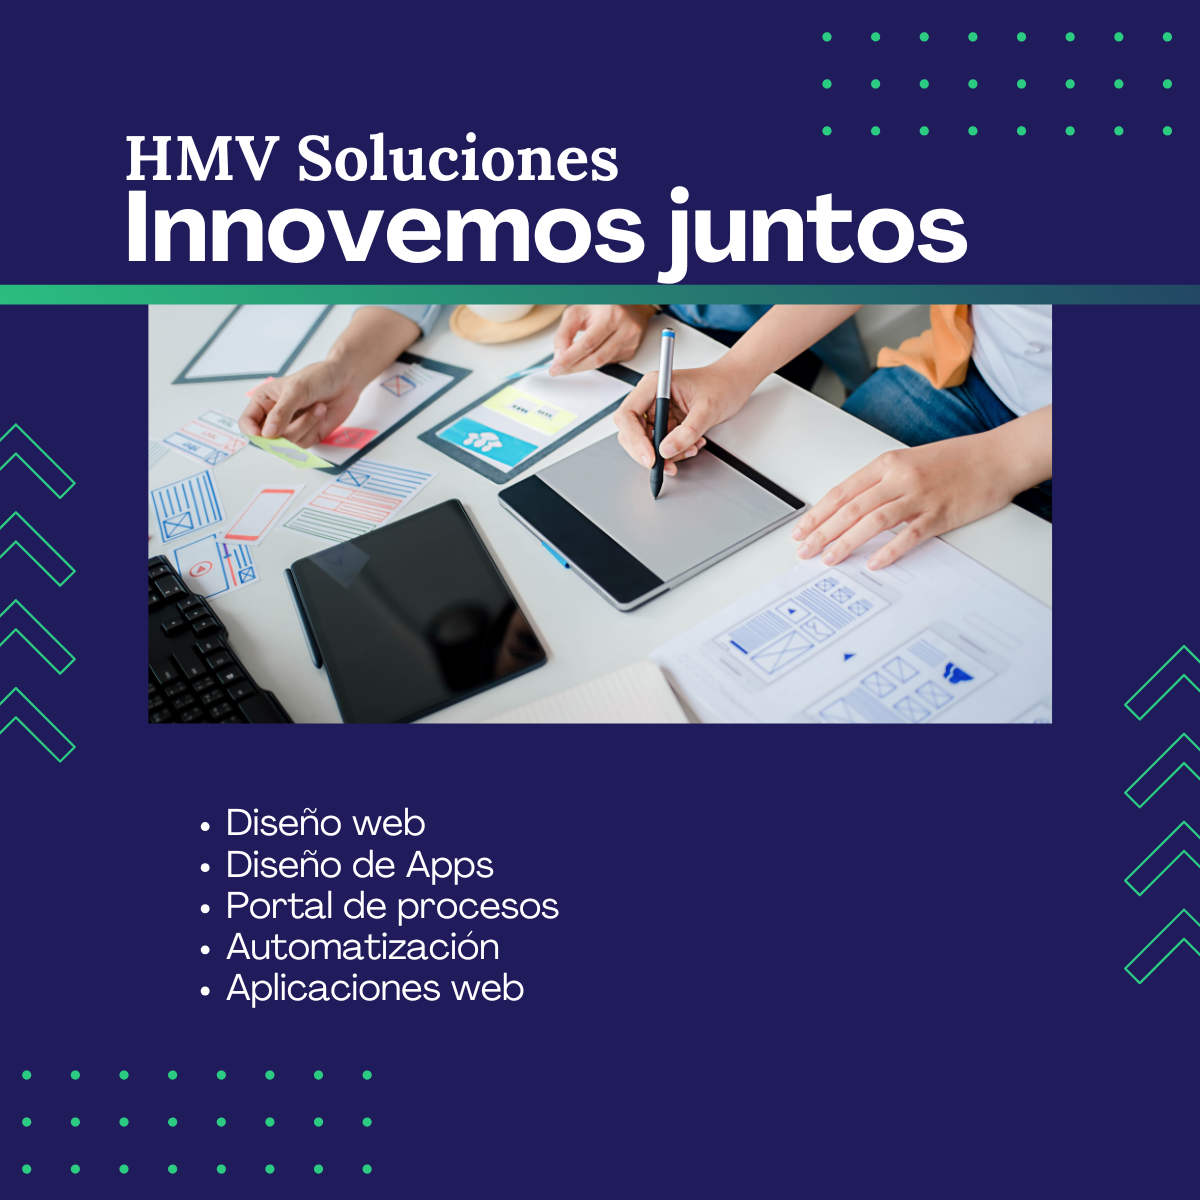 HMV Soluciones
Innovemos juntos
• Diseño web
• Diseño de Apps
• Portal de procesos
• Automatización
• Aplicaciones web